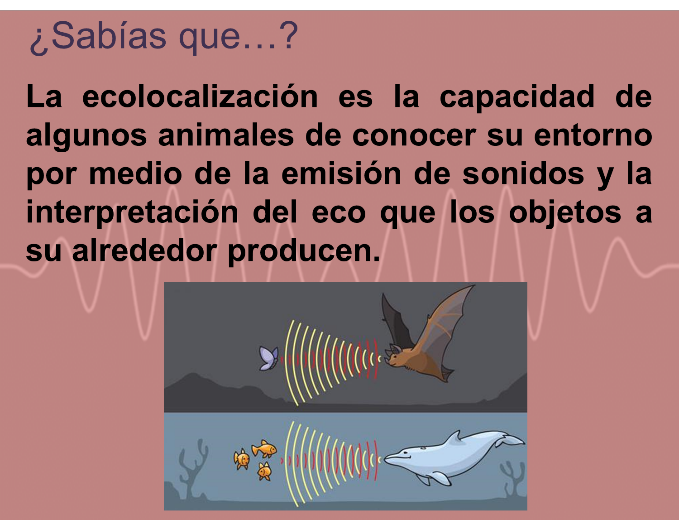 ¿Sabías que…?
La ecolocalización es la capacidad de
algunos animales de conocer su entorno
por medio de la emisión de sonidos y la
interpretación del eco que los objetos a
su alrededor producen.